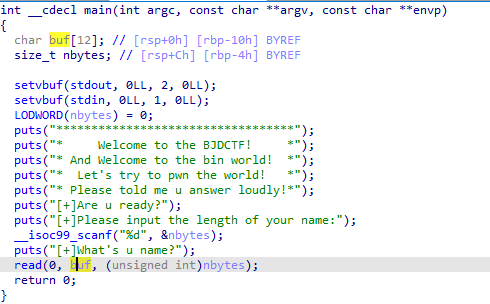 int __cdecl main(int argc, const char **argv, const char **envp)
{
char buf[12]; // [rsp+0h] [rbp-10h] BYREF
size_t nbytes; // [rsp+Ch] [rbp-4h] BYREF
setvbuf(stdout, 0LL, 2, 0LL);
setvbuf(stdin, 0LL, 1, 0LL);
LODWORD(nbytes) = 0;
puts("**********************************");
puts("*     Welcome to the BJDCTF!     *");
puts("* And Welcome to the bin world!  *");
puts("*  Let's try to pwn the world!   *");
puts("* Please told me u answer loudly!*");
puts("[+]Are u ready?");
puts("[+]Please input the length of your name:");
__isoc99_scanf("%d", &nbytes);
puts("[+]What's u name?");
read(0, buf, (unsigned int)nbytes);
return 0;
}